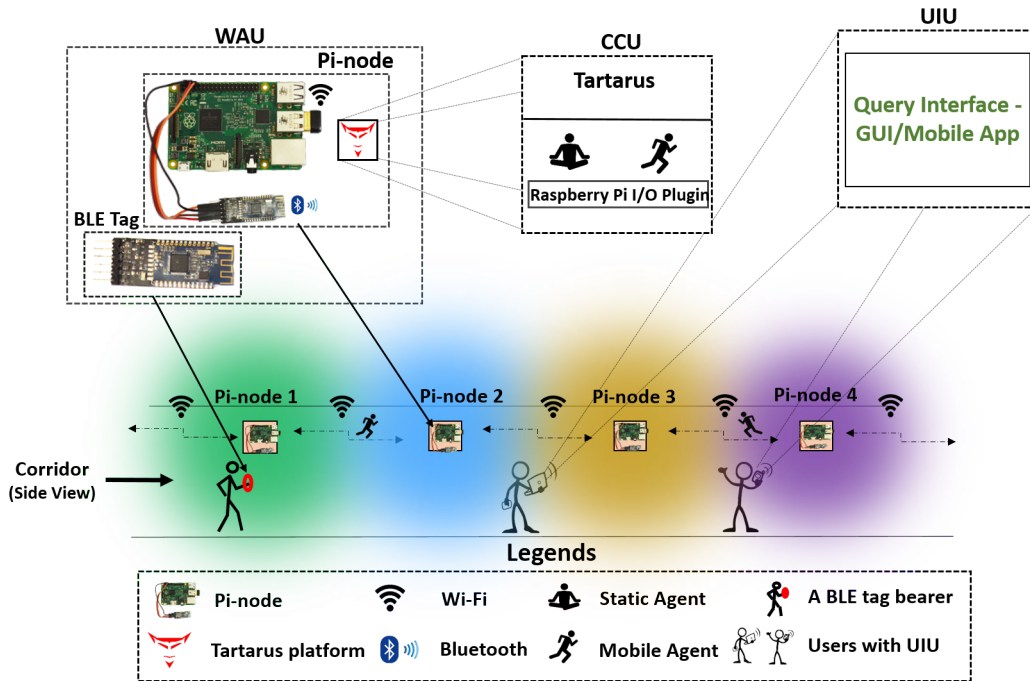 WAU
Pi-node
BLE Tag
CCU
Tartarus
Raspberry Pi I/O Plugin
UIU
Query Interface -
GUI/Mobile App
Pi-node 1
Pi-node 2
Pi-node 3
Pi-node 4
Corridor
(Side View)
Legends
Pi-node
Wi-Fi
Static Agent
A BLE tag bearer
Tartarus platform
Bluetooth
Mobile Agent
Users with UIU